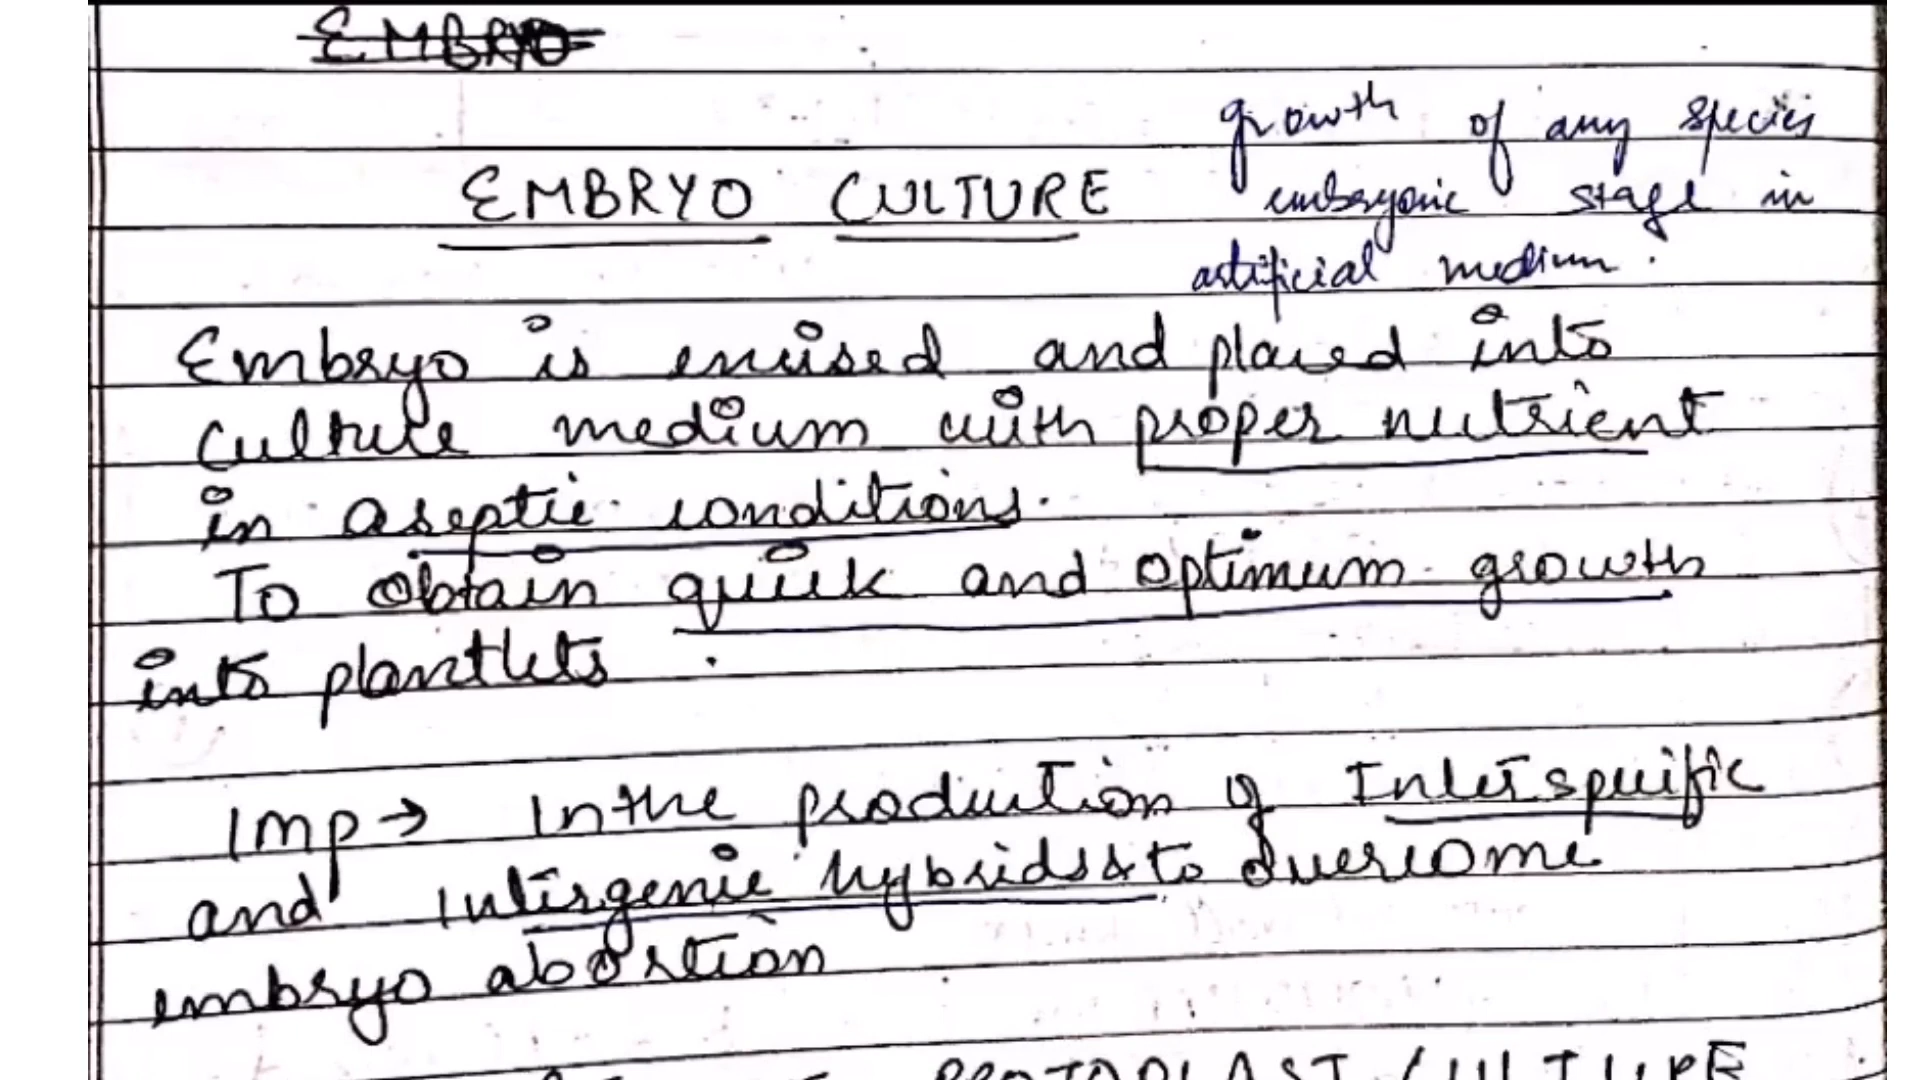 EMBRYO
growth of any species
embryonic stage in
artificial medium.
EMBRYO CULTURE
Embryo is excised and placed into
culture medium with proper nutrient
in aseptic conditions.
To obtain quick and optimum growth
into plantlets.
Imp → In the production of Interspecific
and Intergenic hybrids & to overcome
embryo abortion
PROTOPLAST CULTURE